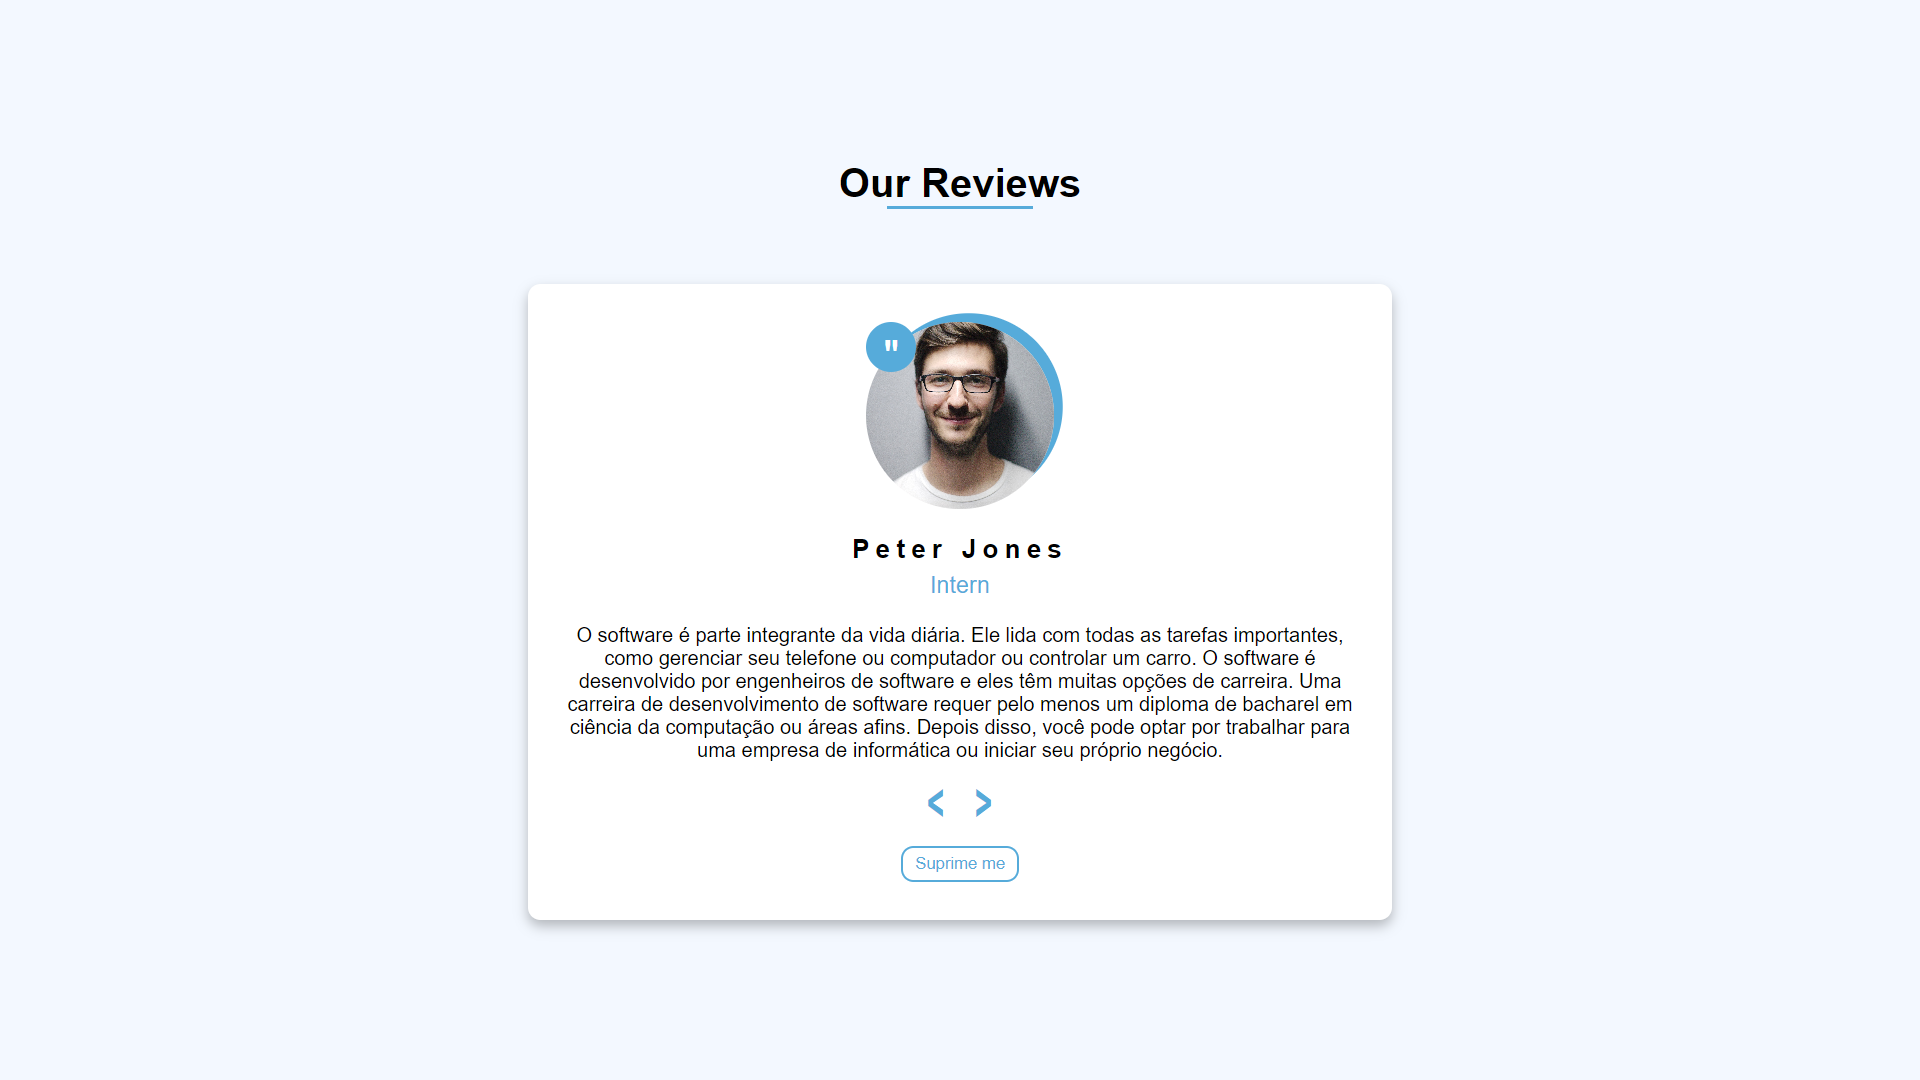 Our Reviews
"
Peter Jones
Intern
O software é parte integrante da vida diária. Ele lida com todas as tarefas importantes,
como gerenciar seu telefone ou computador ou controlar um carro. O software é
desenvolvido por engenheiros de software e eles têm muitas opções de carreira. Uma
carreira de desenvolvimento de software requer pelo menos um diploma de bacharel em
ciência da computação ou áreas afins. Depois disso, você pode optar por trabalhar para
uma empresa de informática ou iniciar seu próprio negócio.
Suprime me